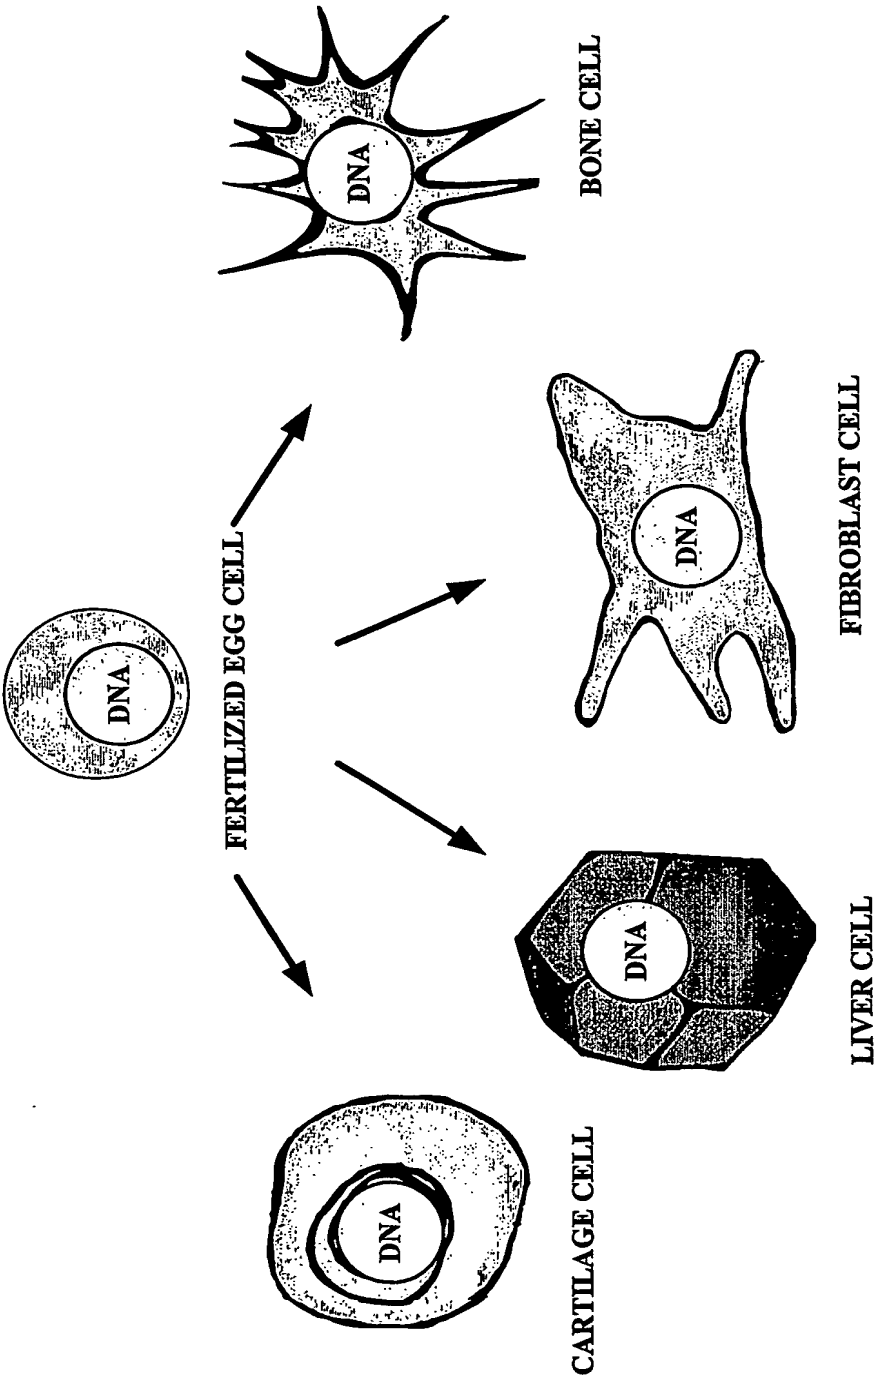 DNA
FERTILIZED EGG CELL
DNA
CARTILAGE CELL
DNA
LIVER CELL
DNA
FIBROBLAST CELL
DNA
BONE CELL